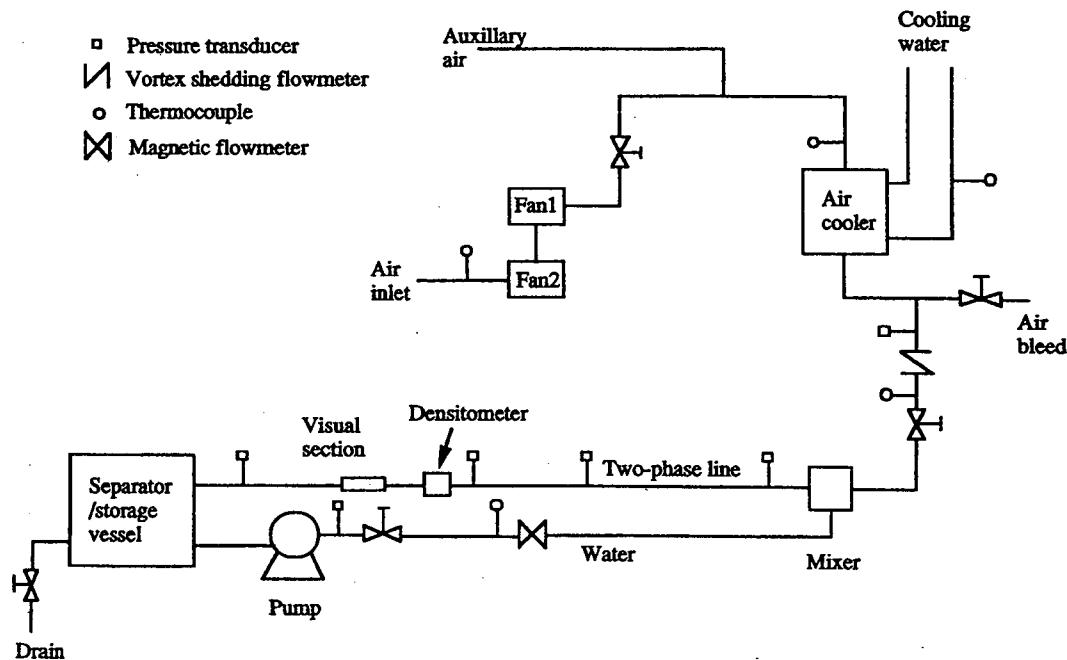 Pressure transducer
Vortex shedding flowmeter
Thermocouple
Magnetic flowmeter
Auxillary
air
Cooling
water
Fan1
Air
cooler
Air
inlet
Fan2
Air
bleed
Densitometer
Visual
section
Two-phase line
Separator
/storage
vessel
Water
Mixer
Pump
Drain